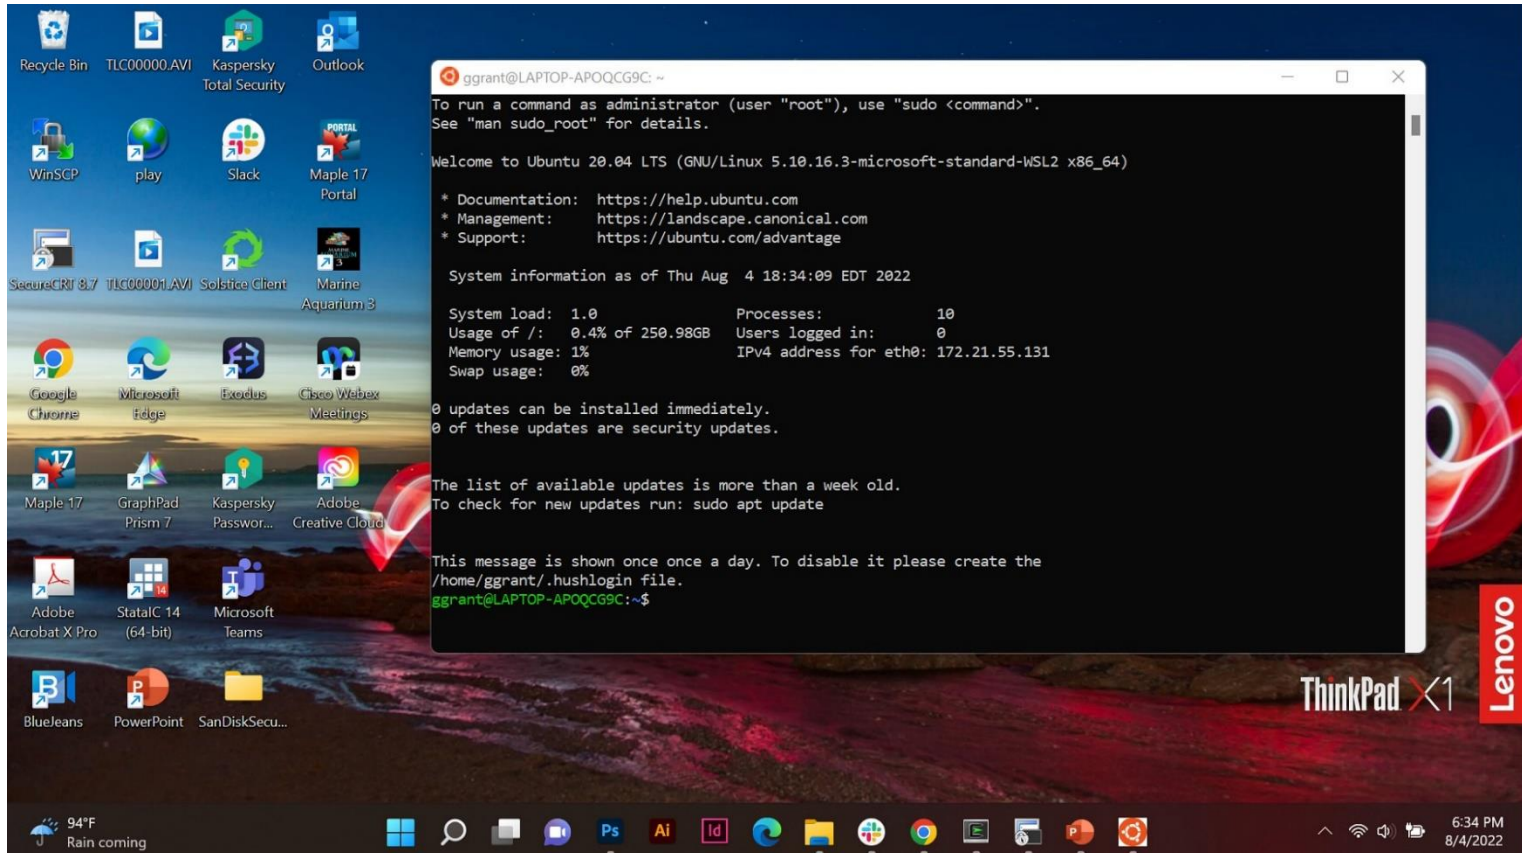 Recycle Bin
TLC00000.AVI
Kaspersky
Total Security
Outlook
WinSCP
play
Slack
PORTAL
Maple 17
Portal
SecureCRT 8.7
TLC00001.AVI
Solstice Client
Marine
Aquarium 3
Google
Chrome
Microsoft
Edge
Exodus
Cisco Webex
Meetings
17
Maple 17
GraphPad
Prism 7
Kaspersky
Passwor...
Adobe
Creative Cloud
Adobe
Acrobat X Pro
14
StataIC 14
(64-bit)
Microsoft
Teams
BlueJeans
PowerPoint
SanDiskSecu...
ggrant@LAPTOP-APOQCG9C: ~
To run a command as administrator (user "root"), use "sudo <command>".
See "man sudo_root" for details.
Welcome to Ubuntu 20.04 LTS (GNU/Linux 5.10.16.3-microsoft-standard-WSL2 x86_64)
* Documentation: https://help.ubuntu.com
* Management: https://landscape.canonical.com
* Support: https://ubuntu.com/advantage
System information as of Thu Aug 4 18:34:09 EDT 2022
System load: 1.0 Processes: 10
Usage of /: 0.4% of 250.98GB Users logged in: 0
Memory usage: 1% IPv4 address for eth0: 172.21.55.131
Swap usage: 0%
0 updates can be installed immediately.
0 of these updates are security updates.
The list of available updates is more than a week old.
To check for new updates run: sudo apt update
This message is shown once once a day. To disable it please create the
/home/ggrant/.hushlogin file.
ggrant@LAPTOP-APOQCG9C:~$
ThinkPad X1
Lenovo
94°F
Rain coming
Ps
Ai
Id
6:34 PM
8/4/2022